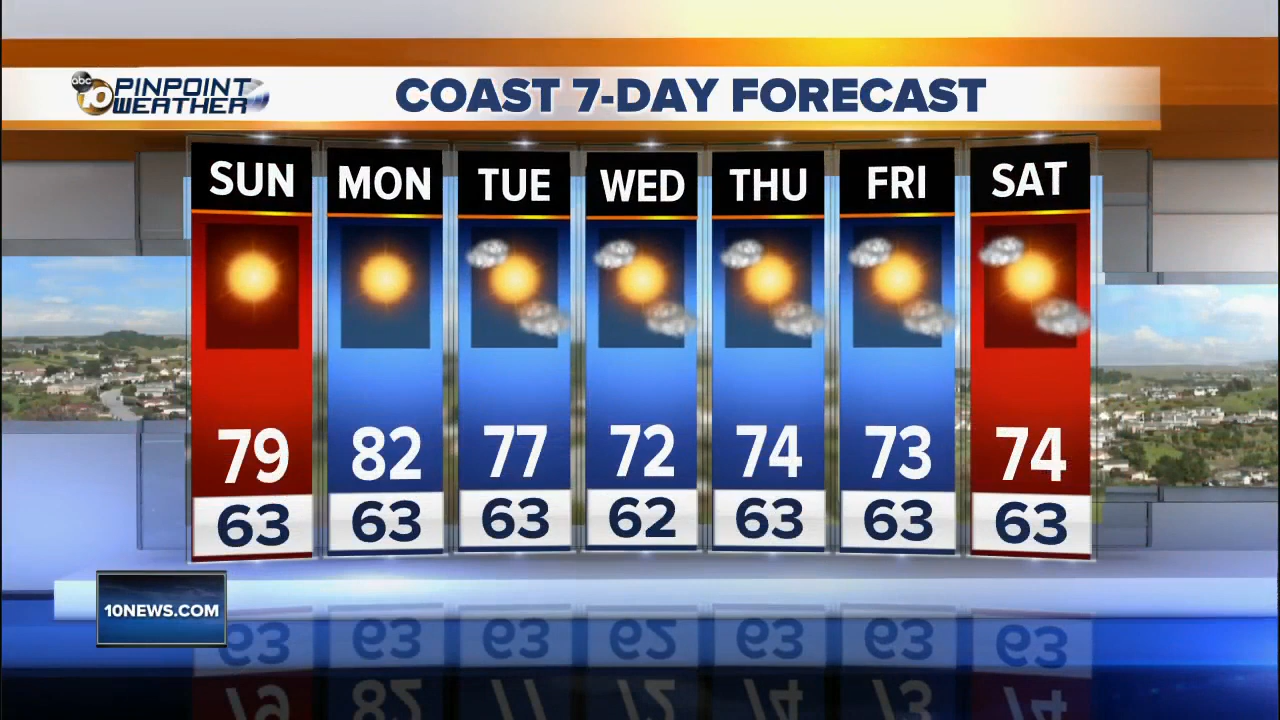 abc 10 PINPOINT WEATHER
COAST 7-DAY FORECAST
SUN MON TUE WED THU FRI SAT
79 82 77 72 74 73 74
63 63 63 62 63 63 63
10NEWS.COM